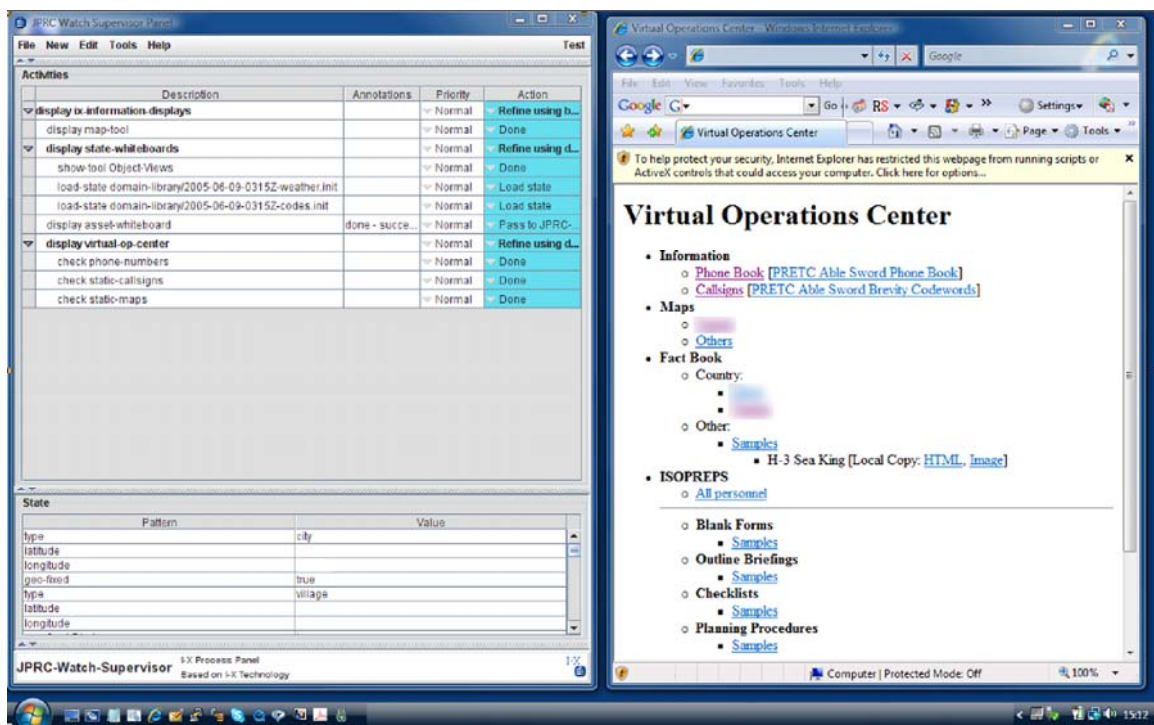 JPRC Watch Supervisor Panel
File New Edit Tools Help Test
Activities
Description Annotations Priority Action
display ix-information-displays Normal Refine using b...
display map-tool Normal Done
display state-whiteboards Normal Refine using d...
show-tool Object-Views Normal Done
load-state domain-library/2005-06-09-0315Z-weather.init Normal Load state
load-state domain-library/2005-06-09-0315Z-codes.init Normal Load state
display asset-whiteboard done - succe... Normal Pass to JPRC-...
display virtual-op-center Normal Refine using d...
check phone-numbers Normal Done
check static-callsigns Normal Done
check static-maps Normal Done
State
Pattern Value
type city
latitude
longitude
geo-fixed true
type village
latitude
longitude
JPRC-Watch-Supervisor
I-X Process Panel
Based on I-X Technology
I-X
Virtual Operations Center - Windows Internet Explorer
Google
File Edit View Favorites Tools Help
Google G Go RS Settings
Virtual Operations Center Page Tools
To help protect your security, Internet Explorer has restricted this webpage from running scripts or
ActiveX controls that could access your computer. Click here for options...
Virtual Operations Center
Information
Phone Book [PRETC Able Sword Phone Book]
Callsigns [PRETC Able Sword Brevity Codewords]
Maps
Others
Fact Book
Country:
Other:
Samples
H-3 Sea King [Local Copy: HTML, Image]
ISOPREPS
All personnel
Blank Forms
Samples
Outline Briefings
Samples
Checklists
Samples
Planning Procedures
Samples
Computer | Protected Mode: Off 100%
15:12